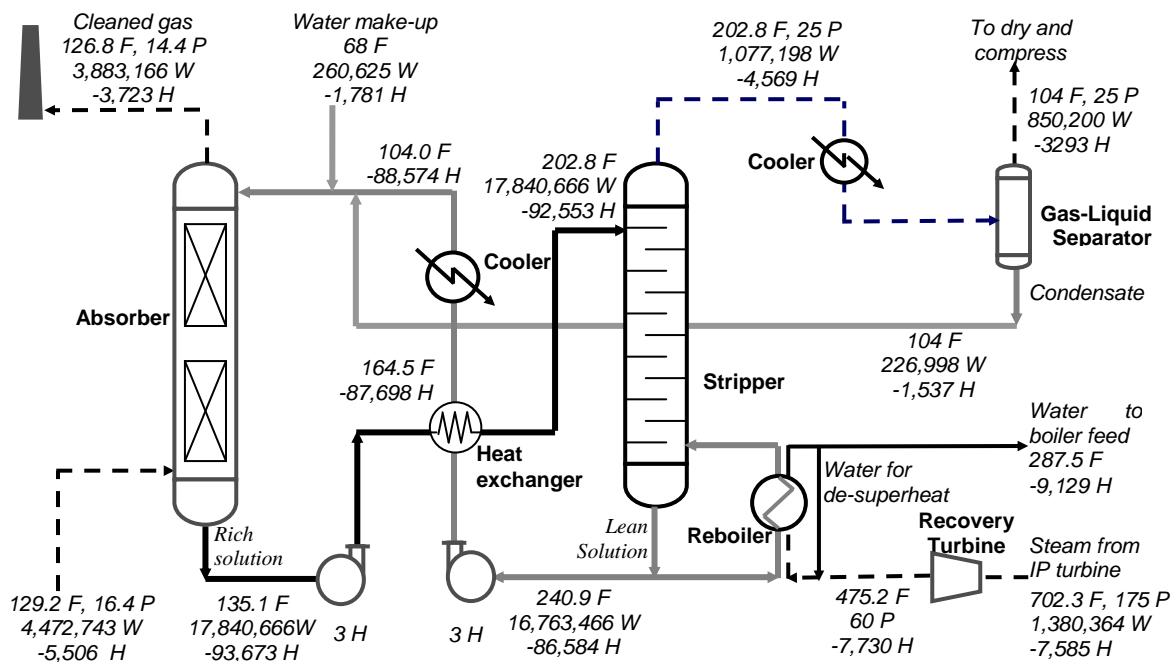 Cleaned gas
126.8 F, 14.4 P
3,883,166 W
-3,723 H
Water make-up
68 F
260,625 W
-1,781 H
202.8 F, 25 P
1,077,198 W
-4,569 H
To dry and
compress
104 F, 25 P
850,200 W
-3293 H
104.0 F
-88,574 H
202.8 F
17,840,666 W
-92,553 H
Cooler
Gas-Liquid
Separator
Cooler
Condensate
Absorber
104 F
226,998 W
-1,537 H
164.5 F
-87,698 H
Stripper
Heat
exchanger
Water to
boiler feed
287.5 F
-9,129 H
Water for
de-superheat
Rich
solution
Lean
Solution
Reboiler
Recovery
Turbine
Steam from
IP turbine
702.3 F, 175 P
1,380,364 W
-7,585 H
129.2 F, 16.4 P
4,472,743 W
-5,506 H
135.1 F
17,840,666W
-93,673 H
3 H
3 H
240.9 F
16,763,466 W
-86,584 H
475.2 F
60 P
-7,730 H